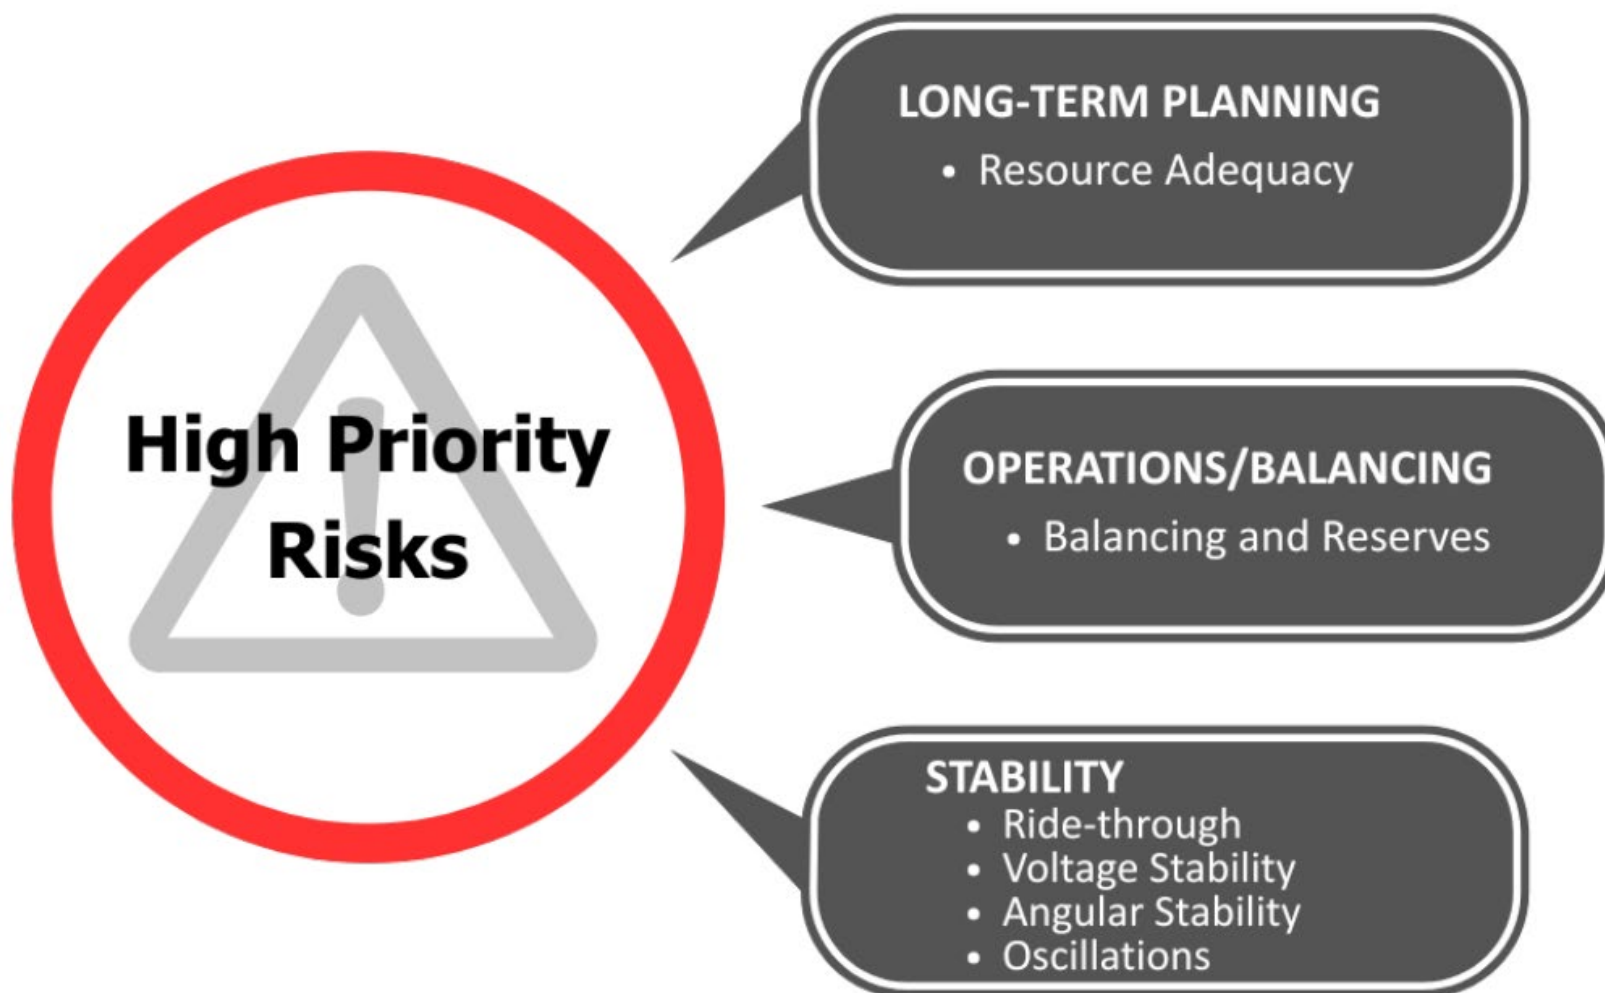 High Priority
Risks
LONG-TERM PLANNING
• Resource Adequacy
OPERATIONS/BALANCING
• Balancing and Reserves
STABILITY
• Ride-through
• Voltage Stability
• Angular Stability
• Oscillations